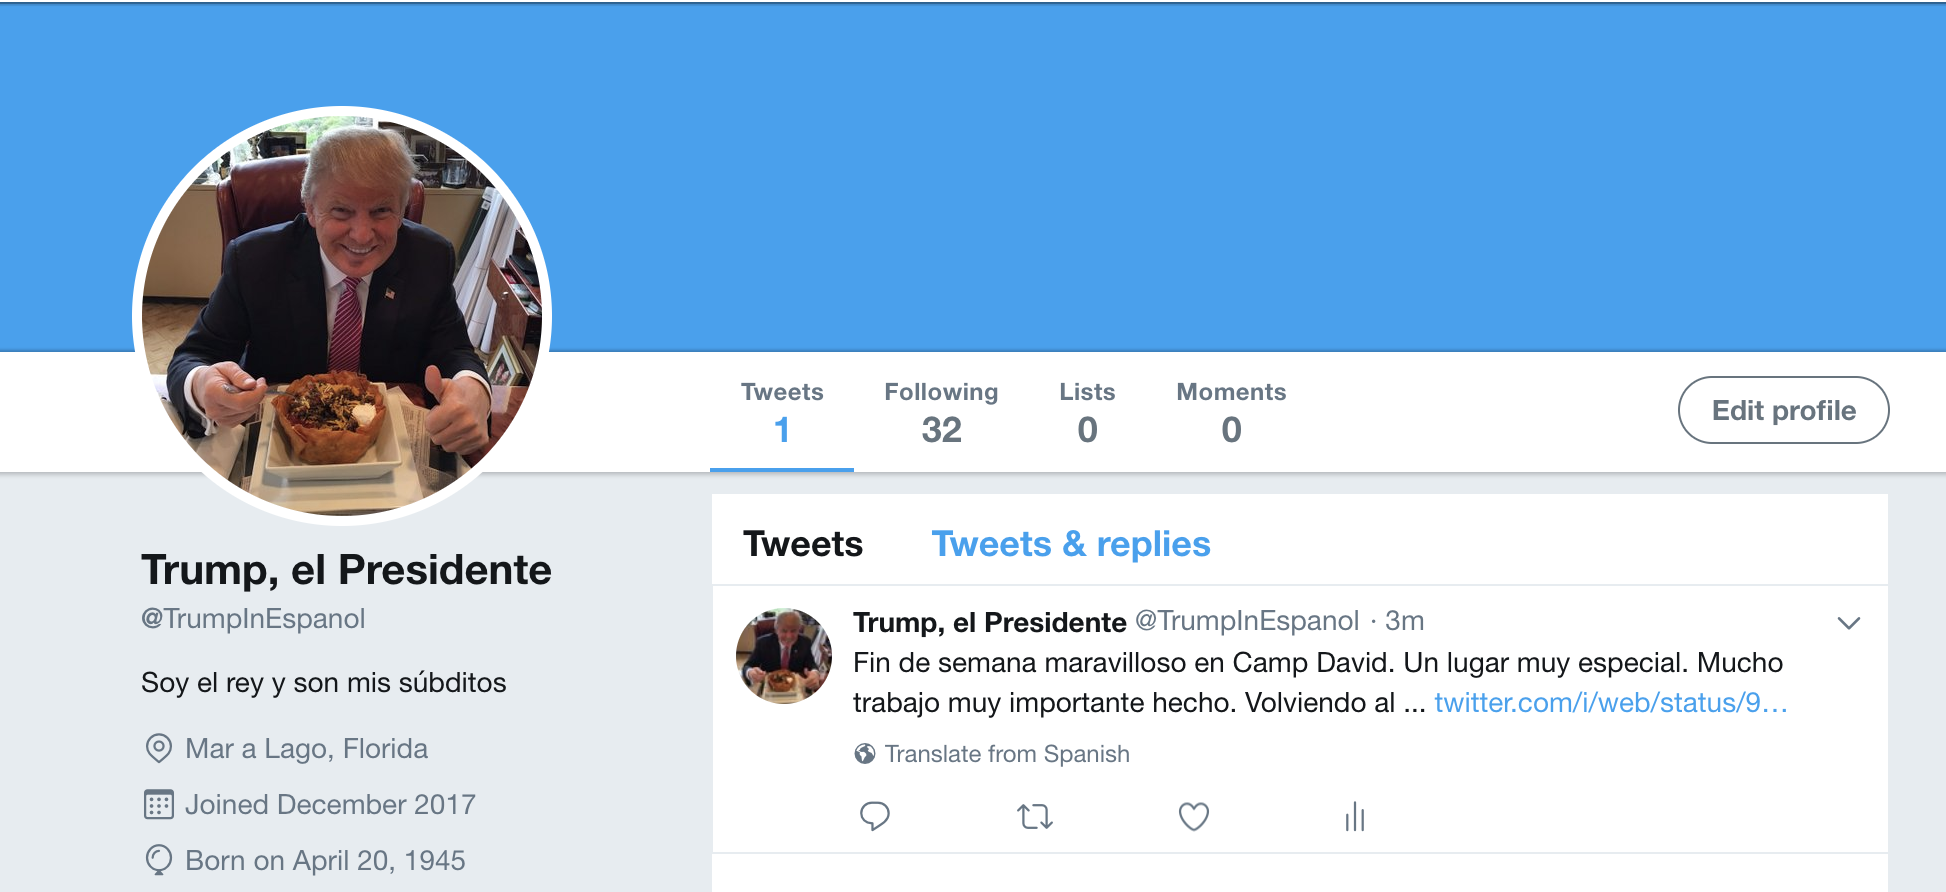 Tweets
1
Following
32
Lists
0
Moments
0
Edit profile
Trump, el Presidente
@TrumpInEspanol
Soy el rey y son mis súbditos
Mar a Lago, Florida
Joined December 2017
Born on April 20, 1945
Tweets
Tweets & replies
Trump, el Presidente @TrumpInEspanol · 3m
Fin de semana maravilloso en Camp David. Un lugar muy especial. Mucho
trabajo muy importante hecho. Volviendo al ... twitter.com/i/web/status/9…
Translate from Spanish